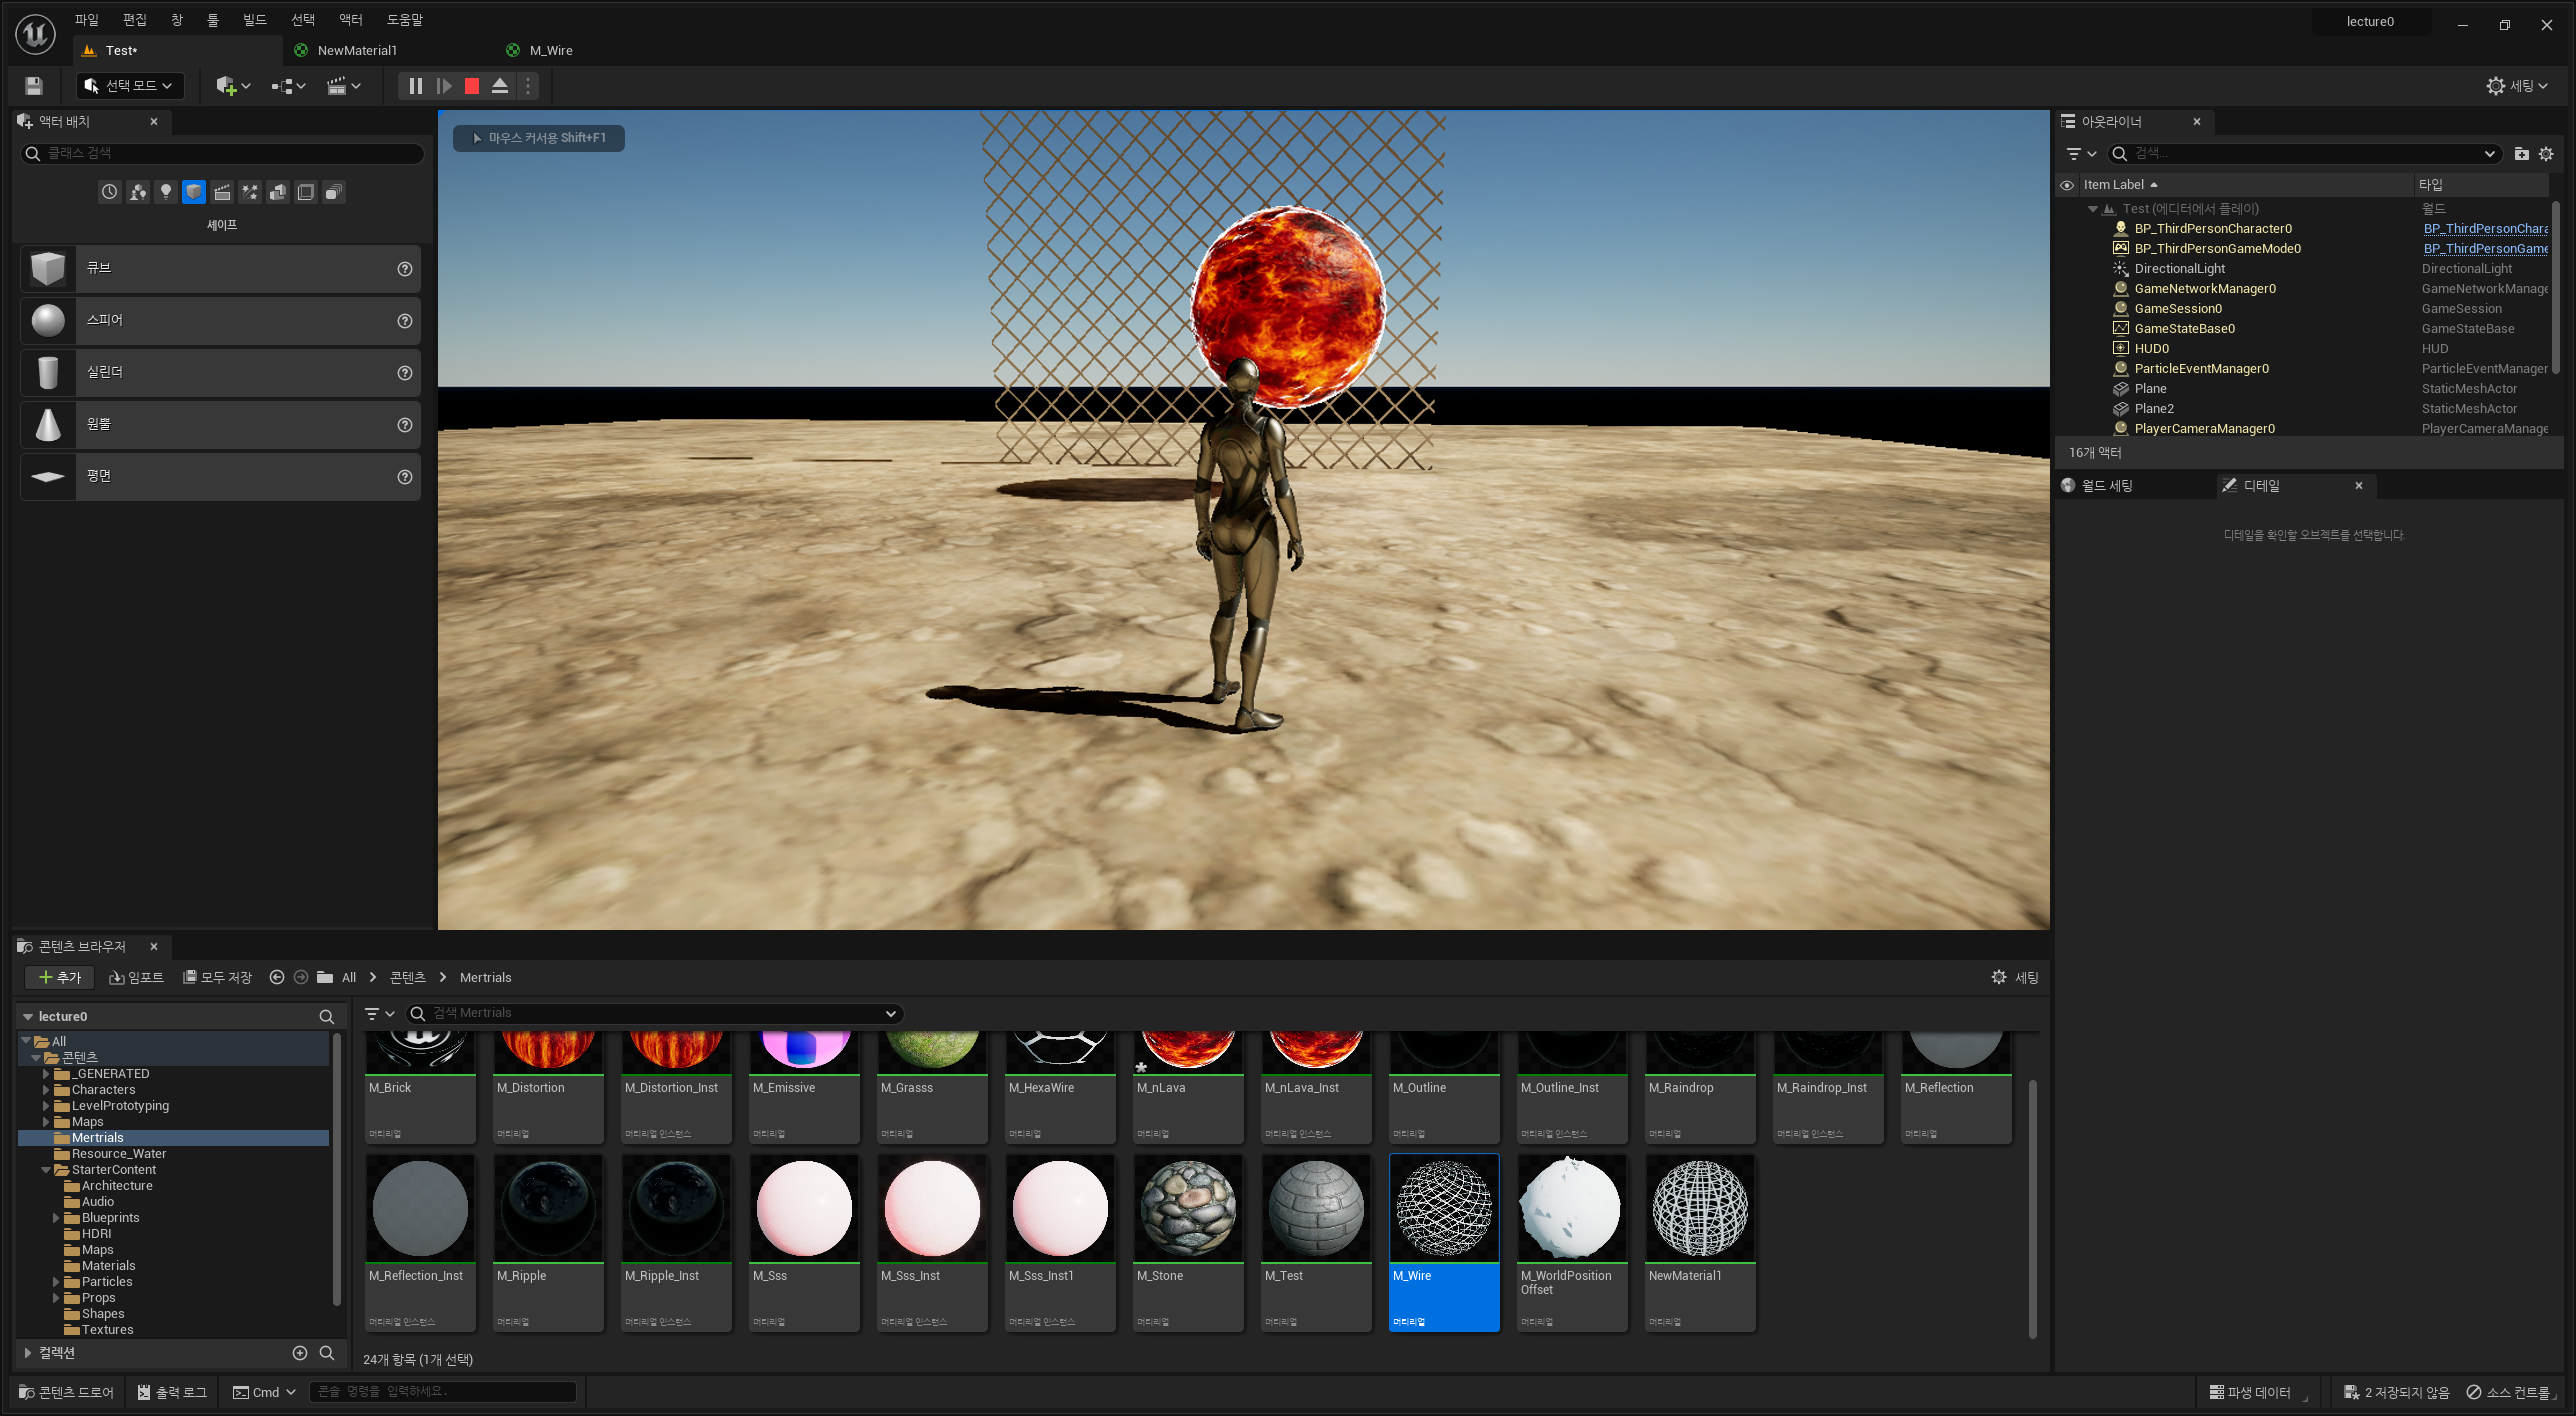 파일 편집 창 툴 빌드 선택 액터 도움말
lecture0
Test*
NewMaterial1
M_Wire
선택 모드
세팅
액터 배치
클래스 검색
셰이프
큐브
스피어
실린더
원뿔
평면
마우스 커서용 Shift+F1
아웃라이너
검색...
Item Label 타입
Test (에디터에서 플레이) 월드
BP_ThirdPersonCharacter0 BP_ThirdPersonChara
BP_ThirdPersonGameMode0 BP_ThirdPersonGame
DirectionalLight DirectionalLight
GameNetworkManager0 GameNetworkManage
GameSession0 GameSession
GameStateBase0 GameStateBase
HUD0 HUD
ParticleEventManager0 ParticleEventManager
Plane StaticMeshActor
Plane2 StaticMeshActor
PlayerCameraManager0 PlayerCameraManage
16개 액터
월드 세팅
디테일
디테일을 확인할 오브젝트를 선택합니다.
콘텐츠 브라우저
추가 임포트 모두 저장 All 콘텐츠 Mertrials
세팅
lecture0
검색 Mertrials
All
콘텐츠
_GENERATED
Characters
LevelPrototyping
Maps
Mertrials
Resource_Water
StarterContent
Architecture
Audio
Blueprints
HDRI
Maps
Materials
Particles
Props
Shapes
Textures
컬렉션
M_Brick M_Distortion M_Distortion_Inst M_Emissive M_Grasss M_HexaWire M_nLava M_nLava_Inst M_Outline M_Outline_Inst M_Raindrop M_Raindrop_Inst M_Reflection
머티리얼 머티리얼 머티리얼 인스턴스 머티리얼 머티리얼 머티리얼 머티리얼 머티리얼 인스턴스 머티리얼 머티리얼 인스턴스 머티리얼 머티리얼 인스턴스 머티리얼
M_Reflection_Inst M_Ripple M_Ripple_Inst M_Sss M_Sss_Inst M_Sss_Inst1 M_Stone M_Test M_Wire M_WorldPosition NewMaterial1
Offset
머티리얼 인스턴스 머티리얼 머티리얼 인스턴스 머티리얼 머티리얼 인스턴스 머티리얼 인스턴스 머티리얼 머티리얼 머티리얼 머티리얼 머티리얼
24개 항목 (1개 선택)
콘텐츠 드로어 출력 로그 Cmd 콘솔 명령을 입력하세요.
파생 데이터 2 저장되지 않음 소스 컨트롤